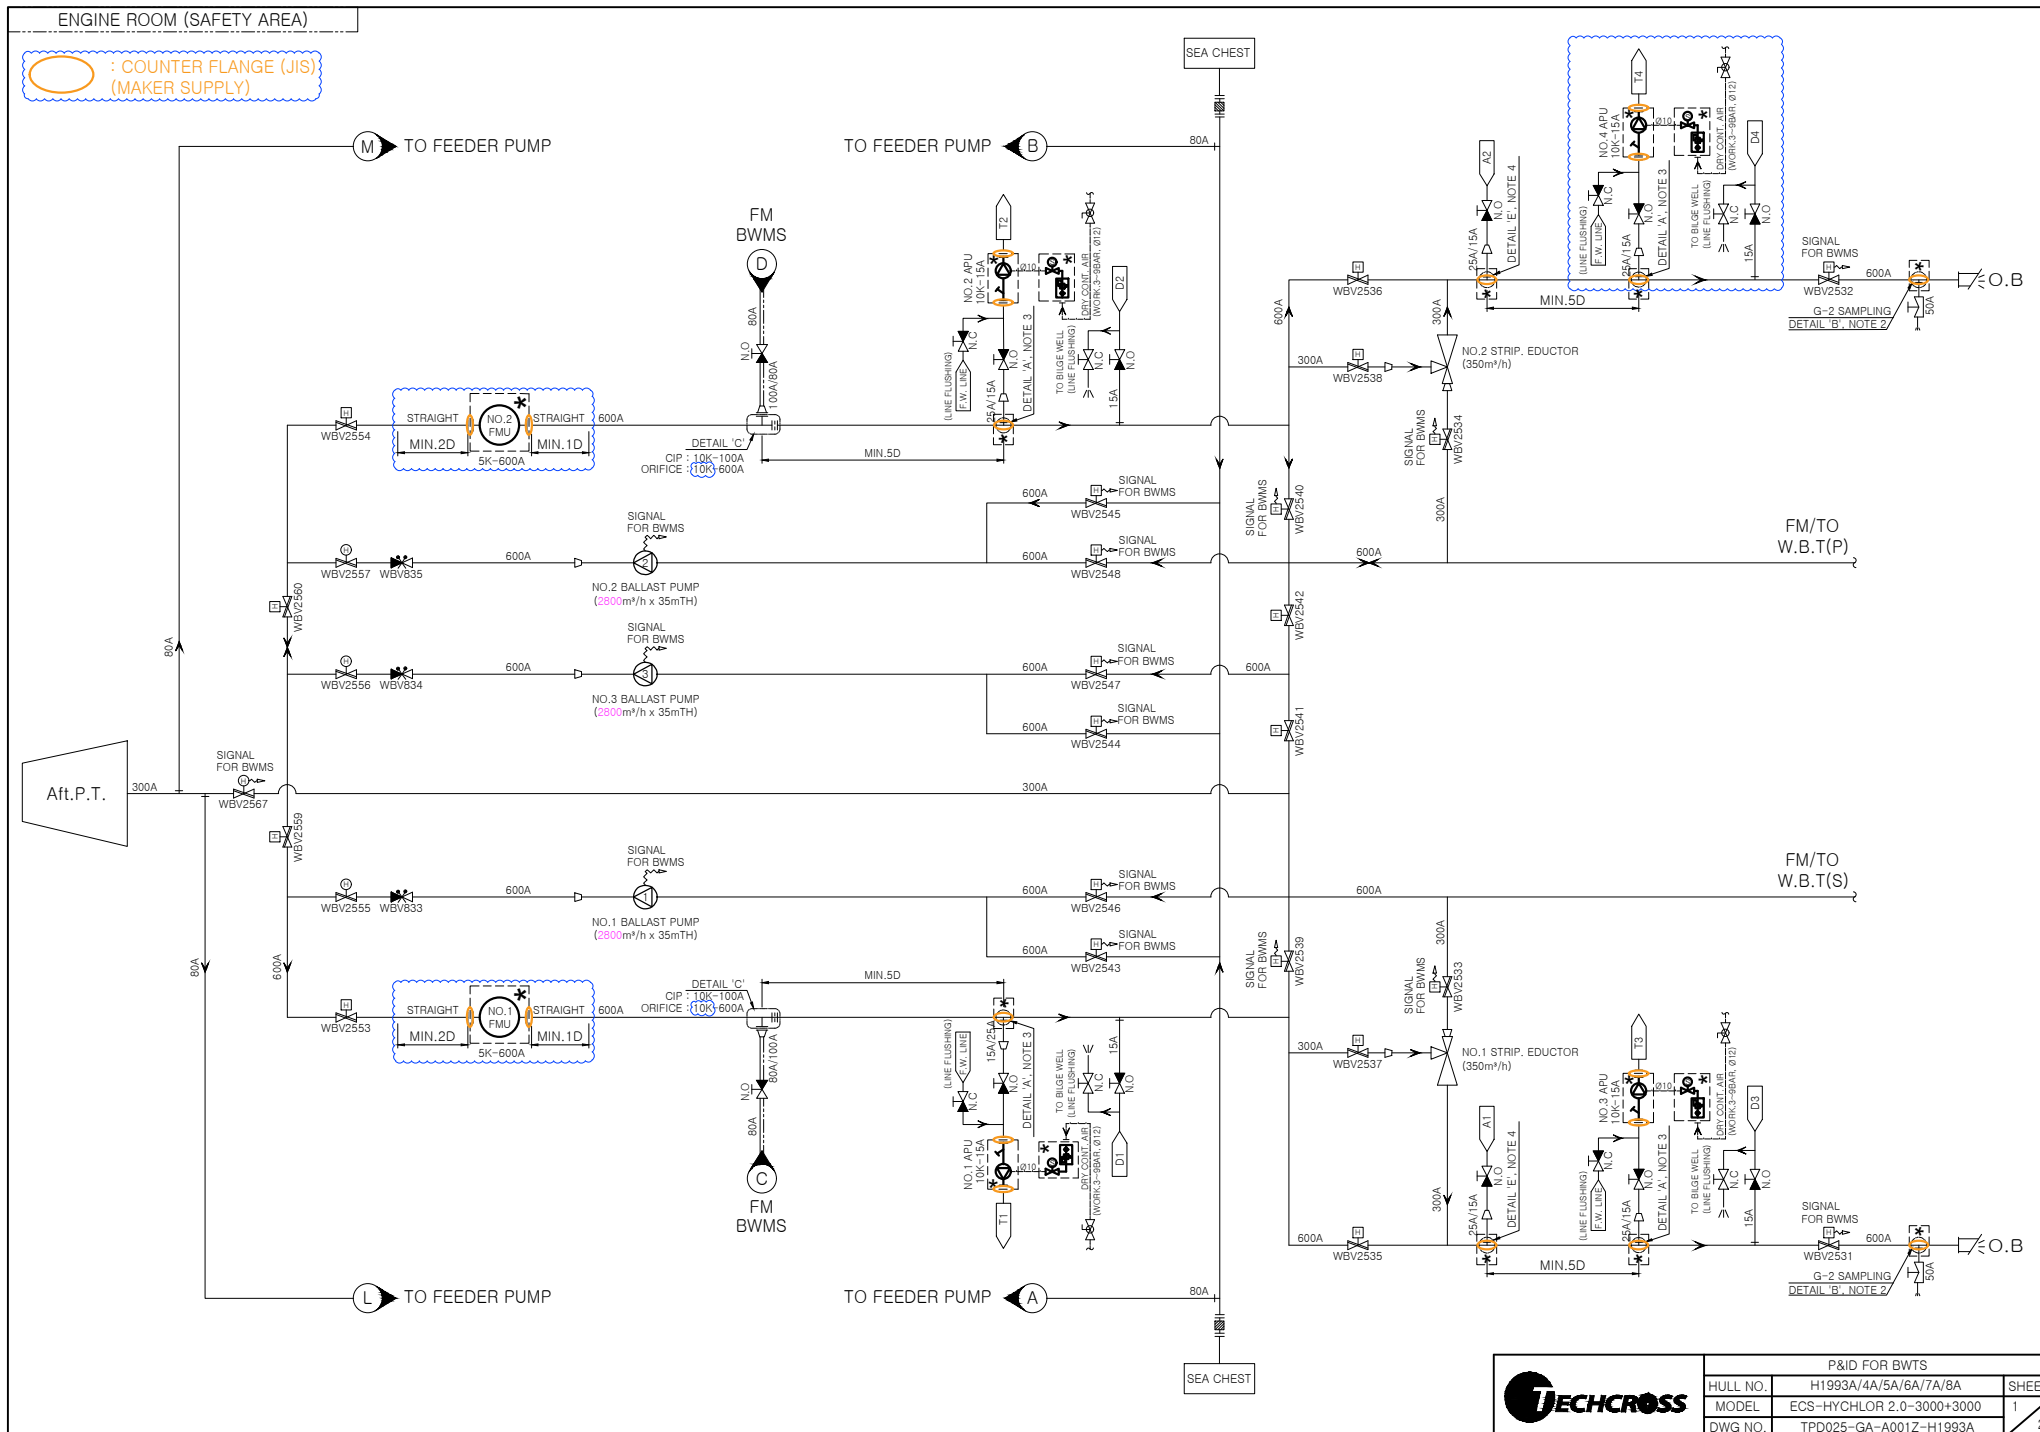 ENGINE ROOM (SAFETY AREA)
: COUNTER FLANGE (JIS)
(MAKER SUPPLY)
SEA CHEST
M
TO FEEDER PUMP
TO FEEDER PUMP
B
80A
FM
BWMS
D
80A
N.O
100A/80A
T2
NO.2 APU
10K-15A
Ø10
DRY CONT. AIR
(WORK.3~9BAR, Ø12)
D2
(LINE FLUSHING)
F.W. LINE
N.C
N.O
25A/15A
DETAIL 'A', NOTE 3
TO BILGE WELL
(LINE FLUSHING)
N.C
N.O
15A
T4
NO.4 APU
10K-15A
Ø10
DRY CONT. AIR
(WORK.3~9BAR, Ø12)
D4
(LINE FLUSHING)
F.W. LINE
N.C
N.O
25A/15A
DETAIL 'A', NOTE 3
TO BILGE WELL
(LINE FLUSHING)
N.C
N.O
15A
A2
N.O
25A/15A
DETAIL 'E', NOTE 4
MIN.5D
600A
H
WBV2536
SIGNAL
FOR BWMS
H
WBV2532
600A
50A
O.B
G-2 SAMPLING
DETAIL 'B', NOTE 2
300A
300A
H
WBV2538
NO.2 STRIP. EDUCTOR
(350m³/h)
SIGNAL
FOR BWMS
H
WBV2534
300A
H
WBV2554
STRAIGHT
NO.2
FMU
STRAIGHT
600A
MIN.2D
MIN.1D
5K-600A
DETAIL 'C'
CIP : 10K-100A
ORIFICE : 10K-600A
MIN.5D
600A
H
SIGNAL
FOR BWMS
WBV2545
SIGNAL
FOR BWMS
H
WBV2540
SIGNAL
FOR BWMS
H
WBV2557
WBV835
600A
2
600A
H
SIGNAL
FOR BWMS
WBV2548
600A
FM/TO
W.B.T(P)
NO.2 BALLAST PUMP
(2800m³/h x 35mTH)
H
WBV2560
H
WBV2542
80A
SIGNAL
FOR BWMS
H
WBV2556
WBV834
600A
3
600A
H
SIGNAL
FOR BWMS
WBV2547
600A
NO.3 BALLAST PUMP
(2800m³/h x 35mTH)
600A
H
SIGNAL
FOR BWMS
WBV2544
H
WBV2541
Aft.P.T.
300A
SIGNAL
FOR BWMS
H
WBV2567
300A
H
WBV2559
SIGNAL
FOR BWMS
H
WBV2555
WBV833
600A
1
600A
H
SIGNAL
FOR BWMS
WBV2546
600A
FM/TO
W.B.T(S)
NO.1 BALLAST PUMP
(2800m³/h x 35mTH)
600A
H
SIGNAL
FOR BWMS
WBV2543
SIGNAL
FOR BWMS
H
WBV2539
300A
SIGNAL
FOR BWMS
H
WBV2533
80A
600A
H
WBV2553
STRAIGHT
NO.1
FMU
STRAIGHT
600A
MIN.2D
MIN.1D
5K-600A
DETAIL 'C'
CIP : 10K-100A
ORIFICE : 10K-600A
MIN.5D
80A/100A
N.O
80A
C
FM
BWMS
(LINE FLUSHING)
F.W. LINE
N.C
15A/25A
N.O
DETAIL 'A', NOTE 3
NO.1 APU
10K-15A
Ø10
T1
TO BILGE WELL
(LINE FLUSHING)
N.C
15A
N.O
DRY CONT. AIR
(WORK.3~9BAR, Ø12)
D1
300A
H
WBV2537
NO.1 STRIP. EDUCTOR
(350m³/h)
300A
A1
N.O
25A/15A
DETAIL 'E', NOTE 4
T3
NO.3 APU
10K-15A
Ø10
DRY CONT. AIR
(WORK.3~9BAR, Ø12)
D3
(LINE FLUSHING)
F.W. LINE
N.C
N.O
25A/15A
DETAIL 'A', NOTE 3
TO BILGE WELL
(LINE FLUSHING)
N.C
N.O
15A
600A
H
WBV2535
MIN.5D
SIGNAL
FOR BWMS
H
WBV2531
600A
50A
O.B
G-2 SAMPLING
DETAIL 'B', NOTE 2
L
TO FEEDER PUMP
TO FEEDER PUMP
A
80A
SEA CHEST
TECHCROSS
P&ID FOR BWTS
HULL NO.
H1993A/4A/5A/6A/7A/8A
SHEE
MODEL
ECS-HYCHLOR 2.0-3000+3000
1
DWG NO.
TPD025-GA-A001Z-H1993A